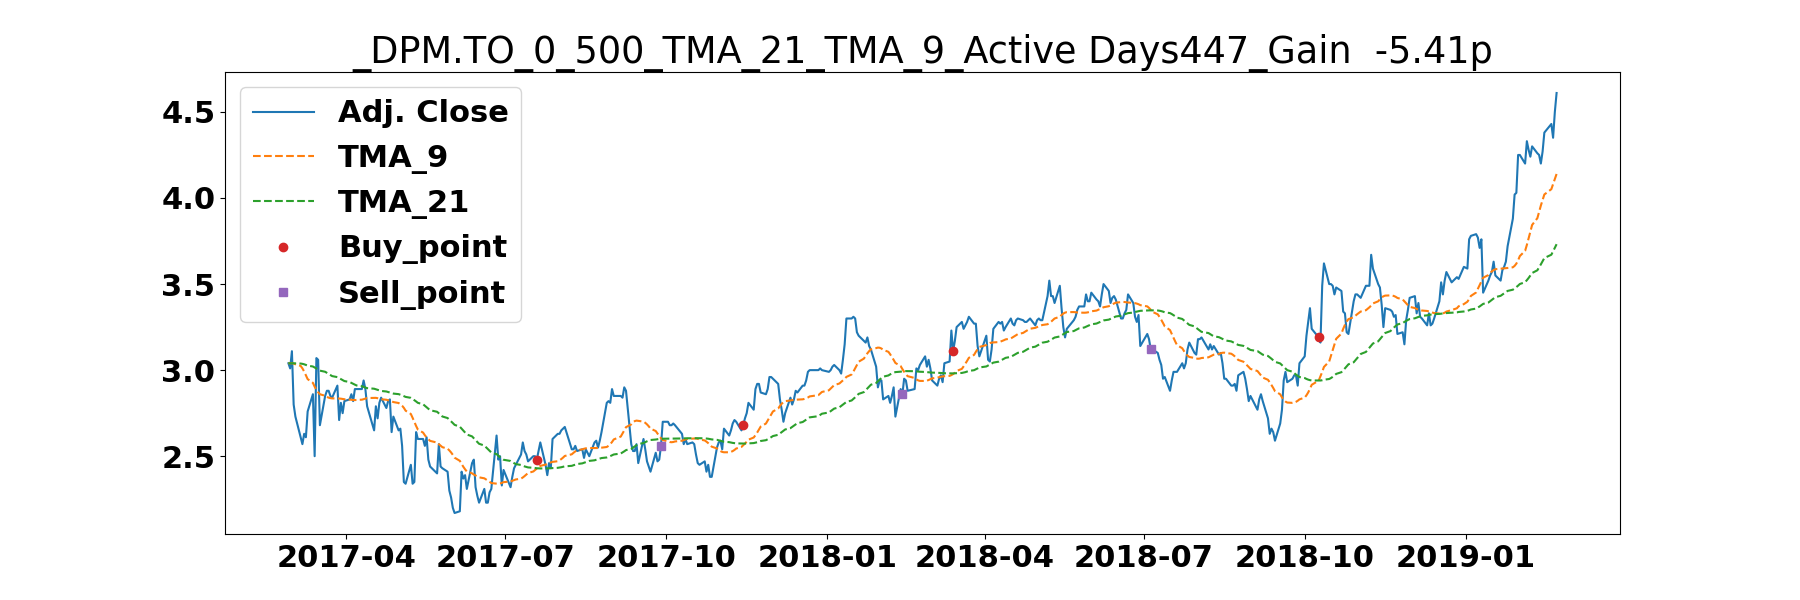 _DPM.TO_0_500_TMA_21_TMA_9_Active Days447_Gain  -5.41p
Adj. Close
TMA_9
TMA_21
Buy_point
Sell_point
4.5
4.0
3.5
3.0
2.5
2017-04 2017-07 2017-10 2018-01 2018-04 2018-07 2018-10 2019-01